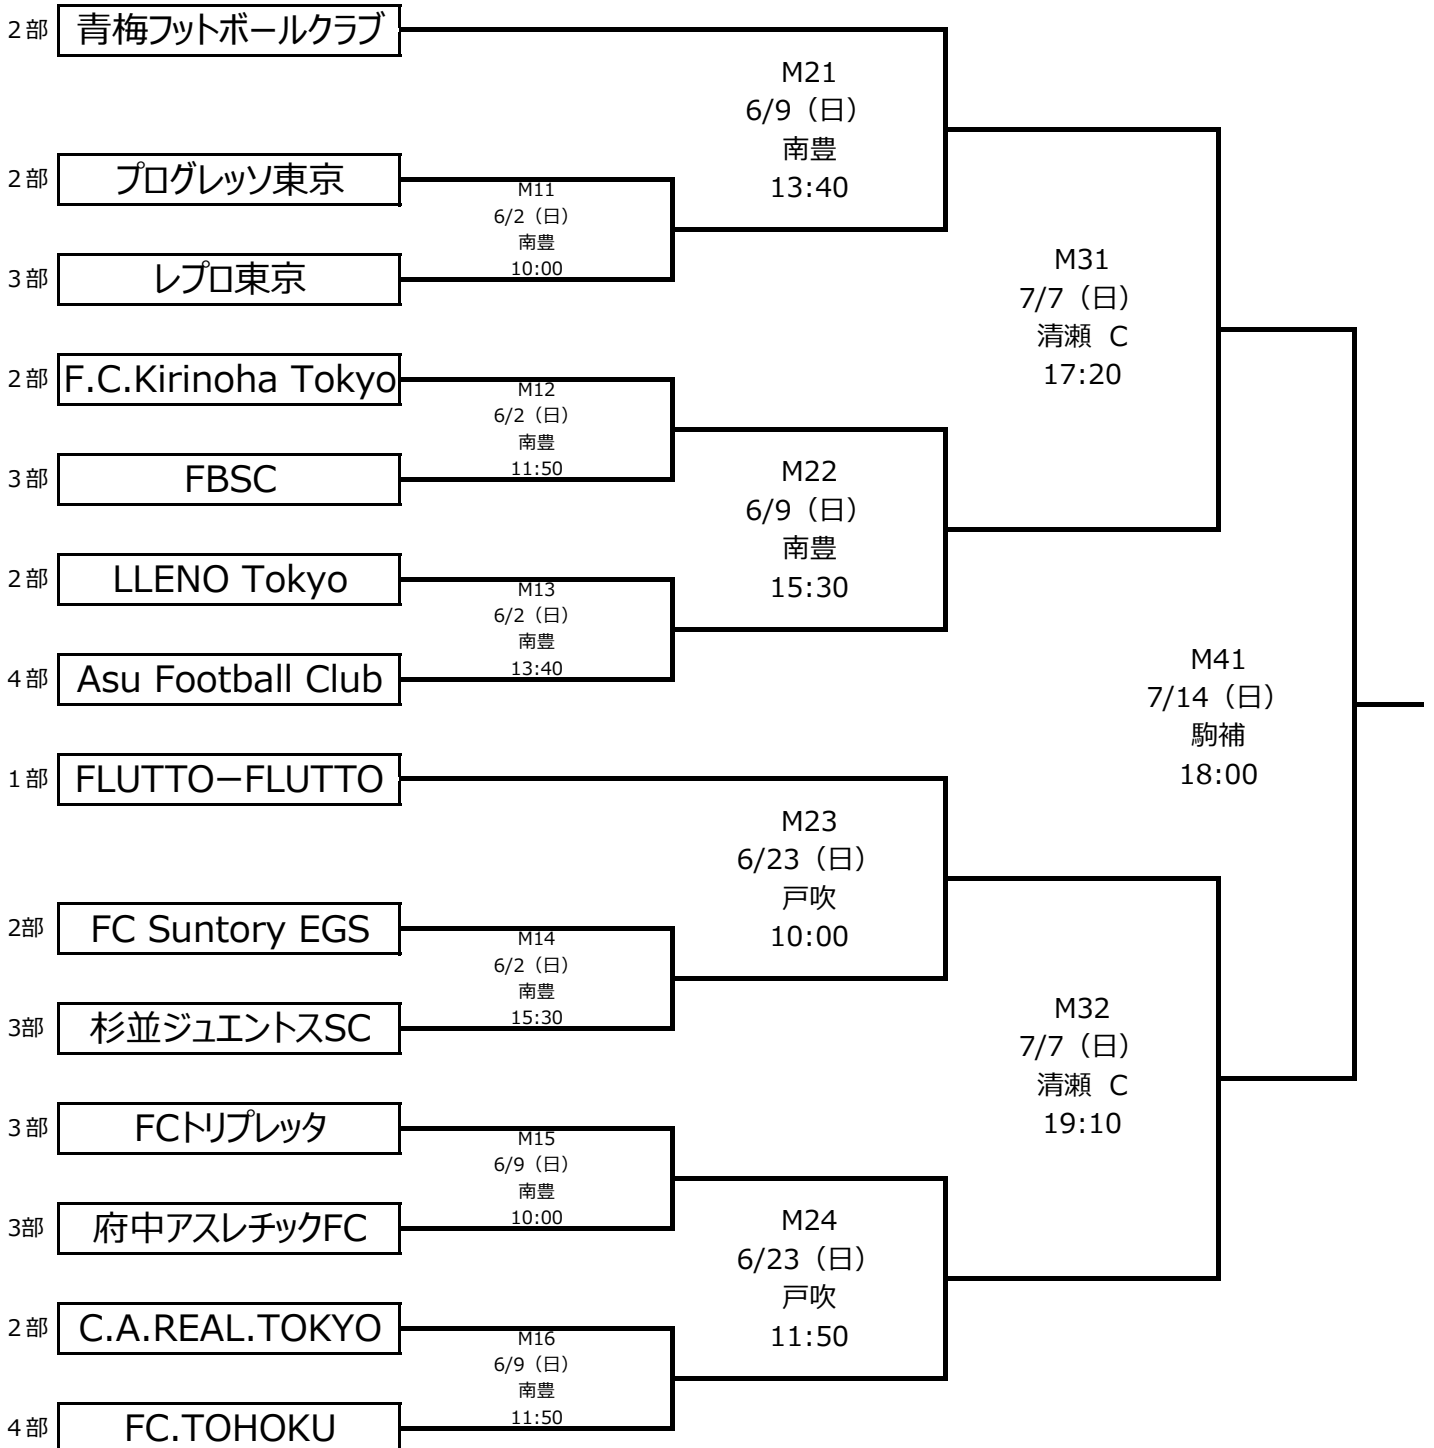 2部 青梅フットボールクラブ
M21
6/9（日）
南豊
13:40
2部 プログレッソ東京
M11
6/2（日）
南豊
10:00
3部 レプロ東京
M31
7/7（日）
清瀬 C
17:20
2部 F.C.Kirinoha Tokyo
M12
6/2（日）
南豊
11:50
3部 FBSC
M22
6/9（日）
南豊
15:30
2部 LLENO Tokyo
M13
6/2（日）
南豊
13:40
4部 Asu Football Club
M41
7/14（日）
駒補
18:00
1部 FLUTTO－FLUTTO
M23
6/23（日）
戸吹
10:00
2部 FC Suntory EGS
M14
6/2（日）
南豊
15:30
3部 杉並ジュエントスSC
M32
7/7（日）
清瀬 C
19:10
3部 FCトリプレッタ
M15
6/9（日）
南豊
10:00
3部 府中アスレチックFC
M24
6/23（日）
戸吹
11:50
2部 C.A.REAL.TOKYO
M16
6/9（日）
南豊
11:50
4部 FC.TOHOKU